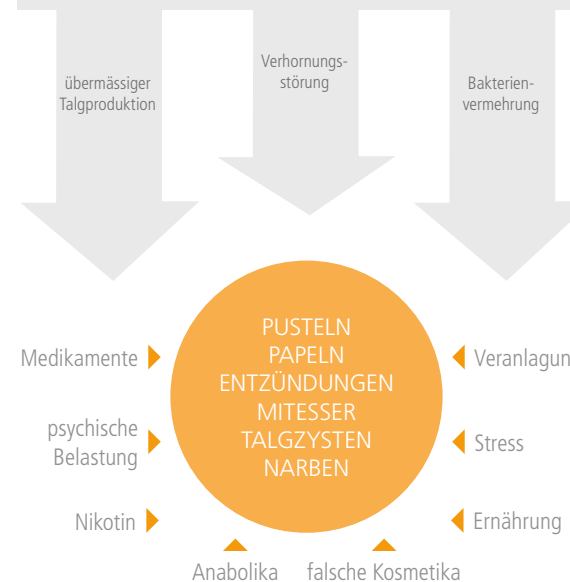 übermässiger
Talgproduktion
Verhornungs-
störung
Bakterien-
vermehrung
PUSTELN
PAPELN
ENTZÜNDUNGEN
MITESSER
TALGZYSTEN
NARBEN
Medikamente
psychische
Belastung
Nikotin
Anabolika
falsche Kosmetika
Veranlagun
Stress
Ernährung